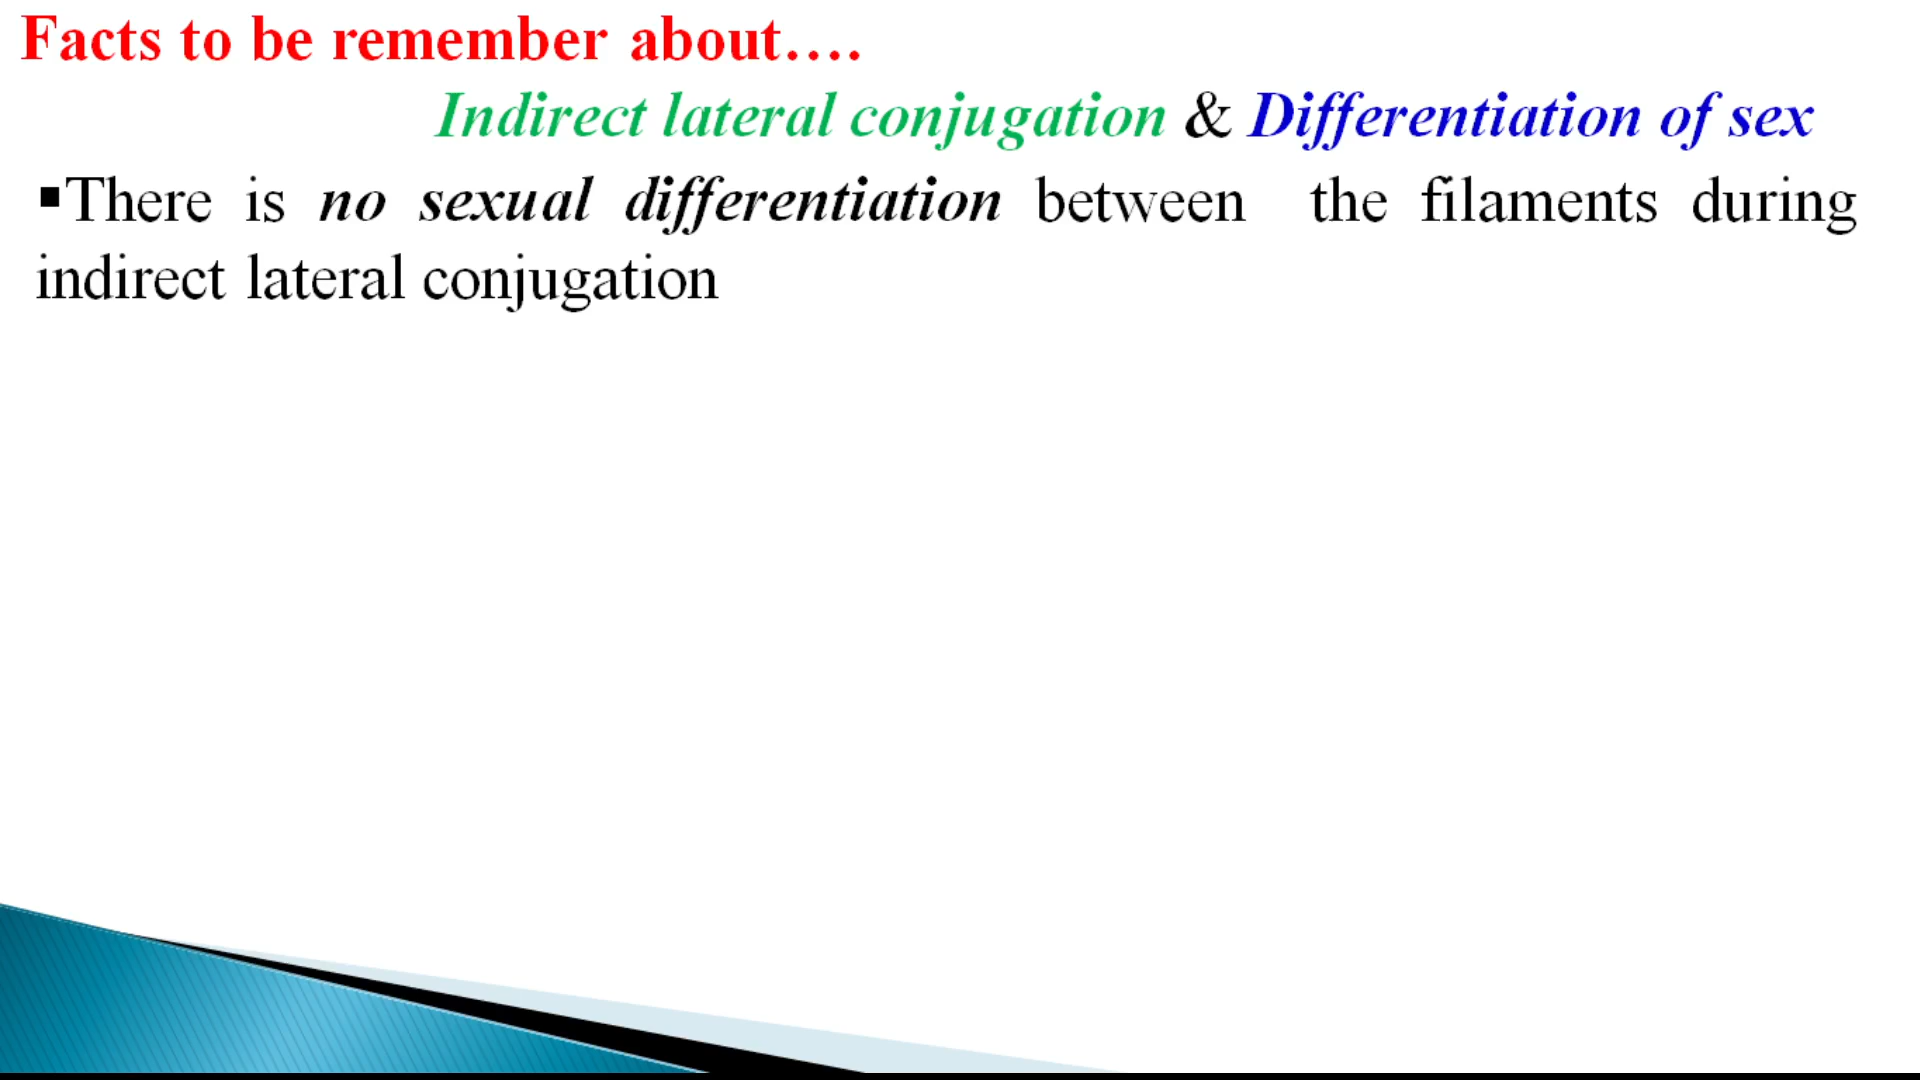 Facts to be remember about....
Indirect lateral conjugation & Differentiation of sex
▪There is no sexual differentiation between the filaments during
indirect lateral conjugation